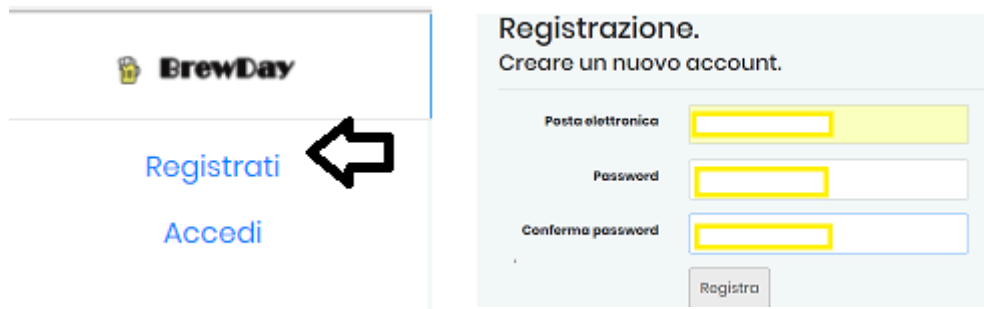 BrewDay
Registrati
Accedi
Registrazione.
Creare un nuovo account.
Posta elettronica
Password
Conferma password
Registra